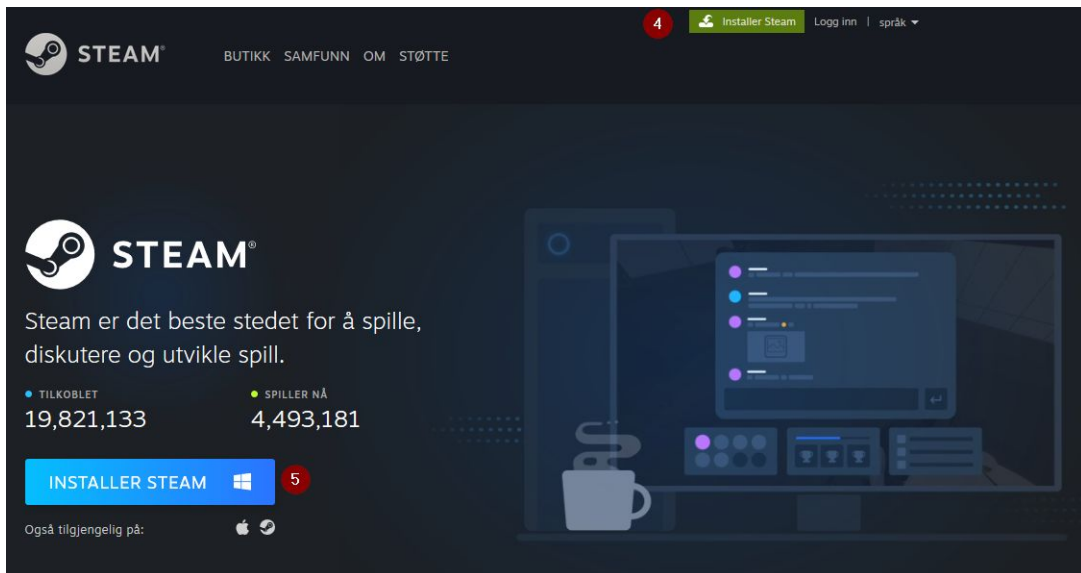 4
Installer Steam
Logg inn | språk
STEAM®
BUTIKK SAMFUNN OM STØTTE
STEAM®
Steam er det beste stedet for å spille,
diskutere og utvikle spill.
TILKOBLET
19,821,133
SPILLER NÅ
4,493,181
INSTALLER STEAM
5
Også tilgjengelig på: